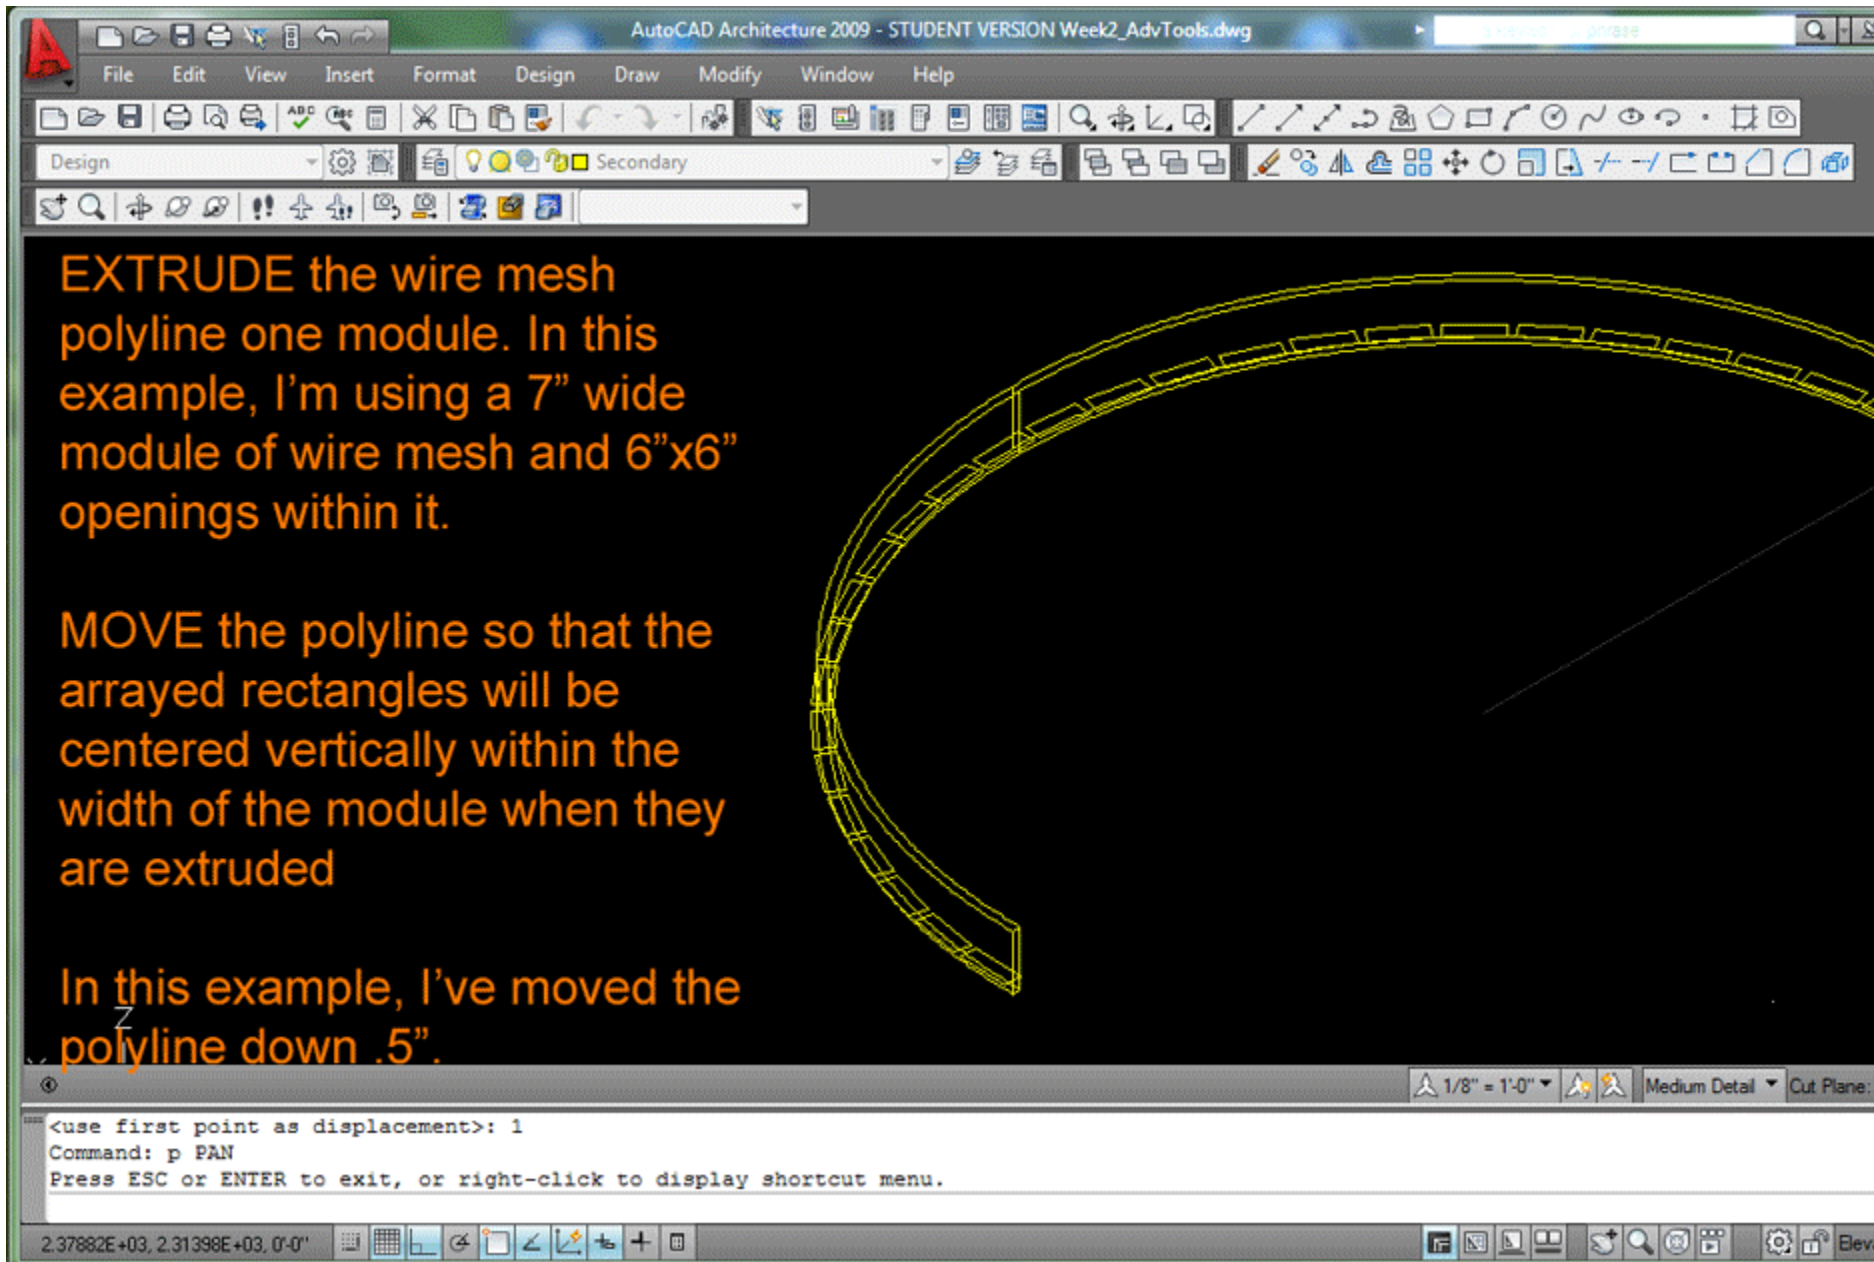 AutoCAD Architecture 2009 - STUDENT VERSION Week2_AdvTools.dwg
File Edit View Insert Format Design Draw Modify Window Help
Design
Secondary
EXTRUDE the wire mesh
polyline one module. In this
example, I’m using a 7” wide
module of wire mesh and 6”x6”
openings within it.
MOVE the polyline so that the
arrayed rectangles will be
centered vertically within the
width of the module when they
are extruded
In this example, I’ve moved the
polyline down .5”.
Z
1/8" = 1'-0" Medium Detail Cut Plane:
<use first point as displacement>: 1
Command: p PAN
Press ESC or ENTER to exit, or right-click to display shortcut menu.
2.37882E+03, 2.31398E+03, 0'-0"